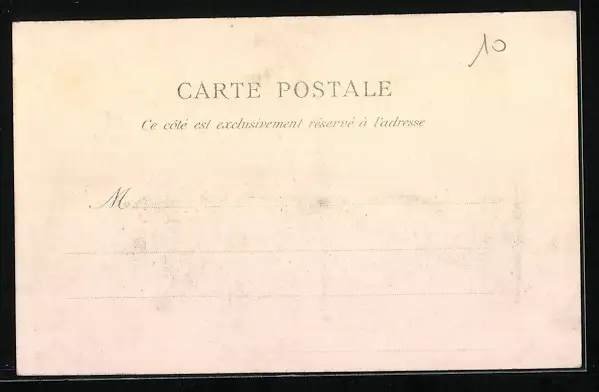 10
CARTE POSTALE
Ce côté est exclusivement réservé à l'adresse
M